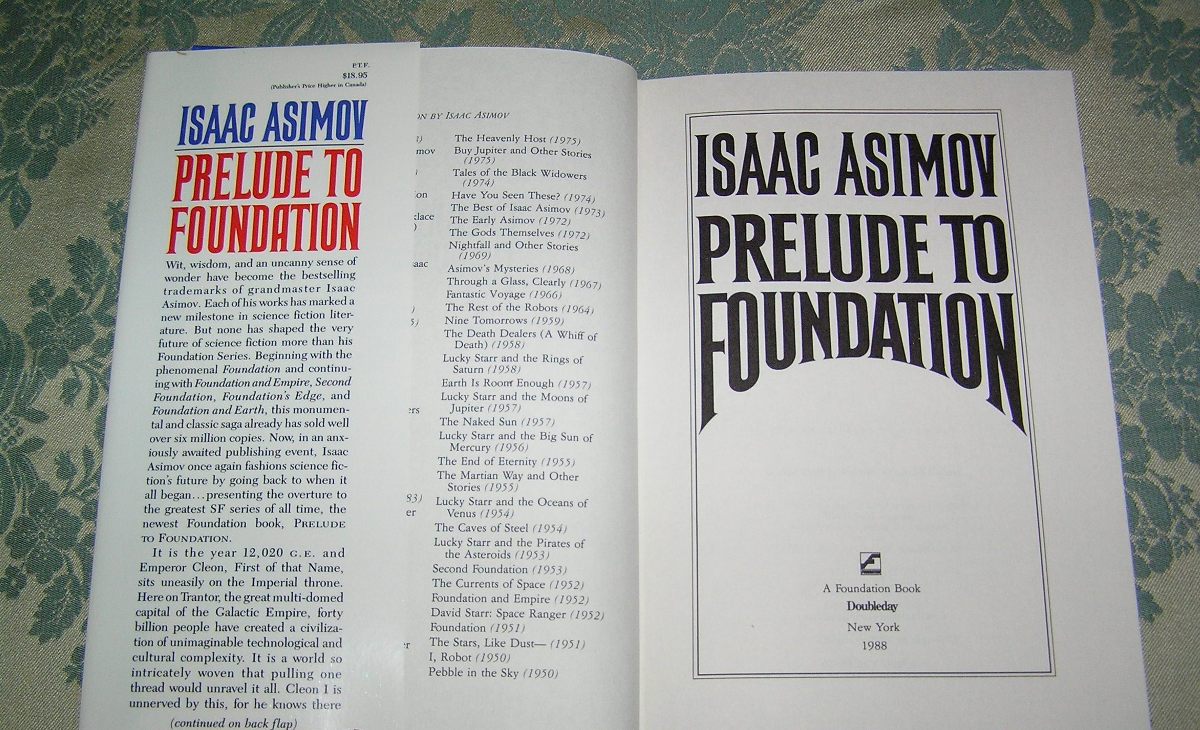 P.T.F.
$18.95
(Publisher's Price Higher in Canada)
ISAAC ASIMOV
PRELUDE TO
FOUNDATION
Wit, wisdom, and an uncanny sense of
wonder have become the bestselling
trademarks of grandmaster Isaac
Asimov. Each of his works has marked a
new milestone in science fiction liter-
ature. But none has shaped the very
future of science fiction more than his
Foundation Series. Beginning with the
phenomenal Foundation and continu-
ing with Foundation and Empire, Second
Foundation, Foundation's Edge, and
Foundation and Earth, this monumen-
tal and classic saga already has sold well
over six million copies. Now, in an anx-
iously awaited publishing event, Isaac
Asimov once again fashions science fic-
tion's future by going back to when it
all began...presenting the overture to
the greatest SF series of all time, the
newest Foundation book, PRELUDE
TO FOUNDATION.
It is the year 12,020 G.E. and
Emperor Cleon, First of that Name,
sits uneasily on the Imperial throne.
Here on Trantor, the great multi-domed
capital of the Galactic Empire, forty
billion people have created a civiliza-
tion of unimaginable technological and
cultural complexity. It is a world so
intricately woven that pulling one
thread would unravel it all. Cleon I is
unnerved by this, for he knows there
(continued on back flap)
ON BY ISAAC ASIMOV
imov
on
lace
)
aac
)
5)
ers
83)
er
er
The Heavenly Host (1975)
Buy Jupiter and Other Stories
(1975)
Tales of the Black Widowers
(1974)
Have You Seen These? (1974)
The Best of Isaac Asimov (1973)
The Early Asimov (1972)
The Gods Themselves (1972)
Nightfall and Other Stories
(1969)
Asimov's Mysteries (1968)
Through a Glass, Clearly (1967)
Fantastic Voyage (1966)
The Rest of the Robots (1964)
Nine Tomorrows (1959)
The Death Dealers (A Whiff of
Death) (1958)
Lucky Starr and the Rings of
Saturn (1958)
Earth Is Room Enough (1957)
Lucky Starr and the Moons of
Jupiter (1957)
The Naked Sun (1957)
Lucky Starr and the Big Sun of
Mercury (1956)
The End of Eternity (1955)
The Martian Way and Other
Stories (1955)
Lucky Starr and the Oceans of
Venus (1954)
The Caves of Steel (1954)
Lucky Starr and the Pirates of
the Asteroids (1953)
Second Foundation (1953)
The Currents of Space (1952)
Foundation and Empire (1952)
David Starr: Space Ranger (1952)
Foundation (1951)
The Stars, Like Dust— (1951)
I, Robot (1950)
Pebble in the Sky (1950)
ISAAC ASIMOV
PRELUDE TO
FOUNDATION
A Foundation Book
Doubleday
New York
1988